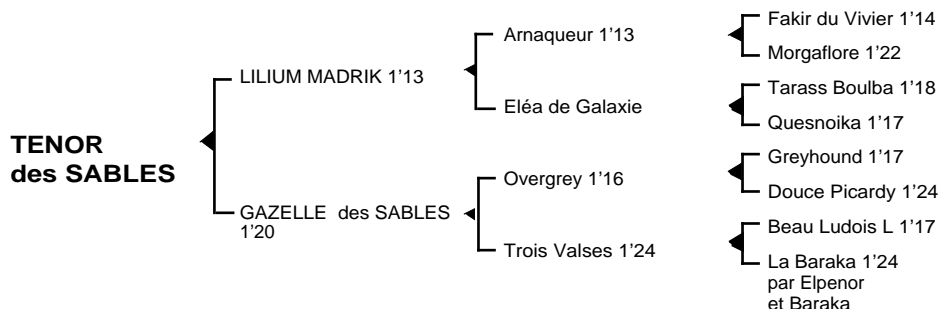 TENOR
des SABLES
LILIUM MADRIK 1'13
GAZELLE des SABLES
1'20
Arnaqueur 1'13
Eléa de Galaxie
Overgrey 1'16
Trois Valses 1'24
Fakir du Vivier 1'14
Morgaflore 1'22
Tarass Boulba 1'18
Quesnoika 1'17
Greyhound 1'17
Douce Picardy 1'24
Beau Ludois L 1'17
La Baraka 1'24
par Elpenor
et Baraka